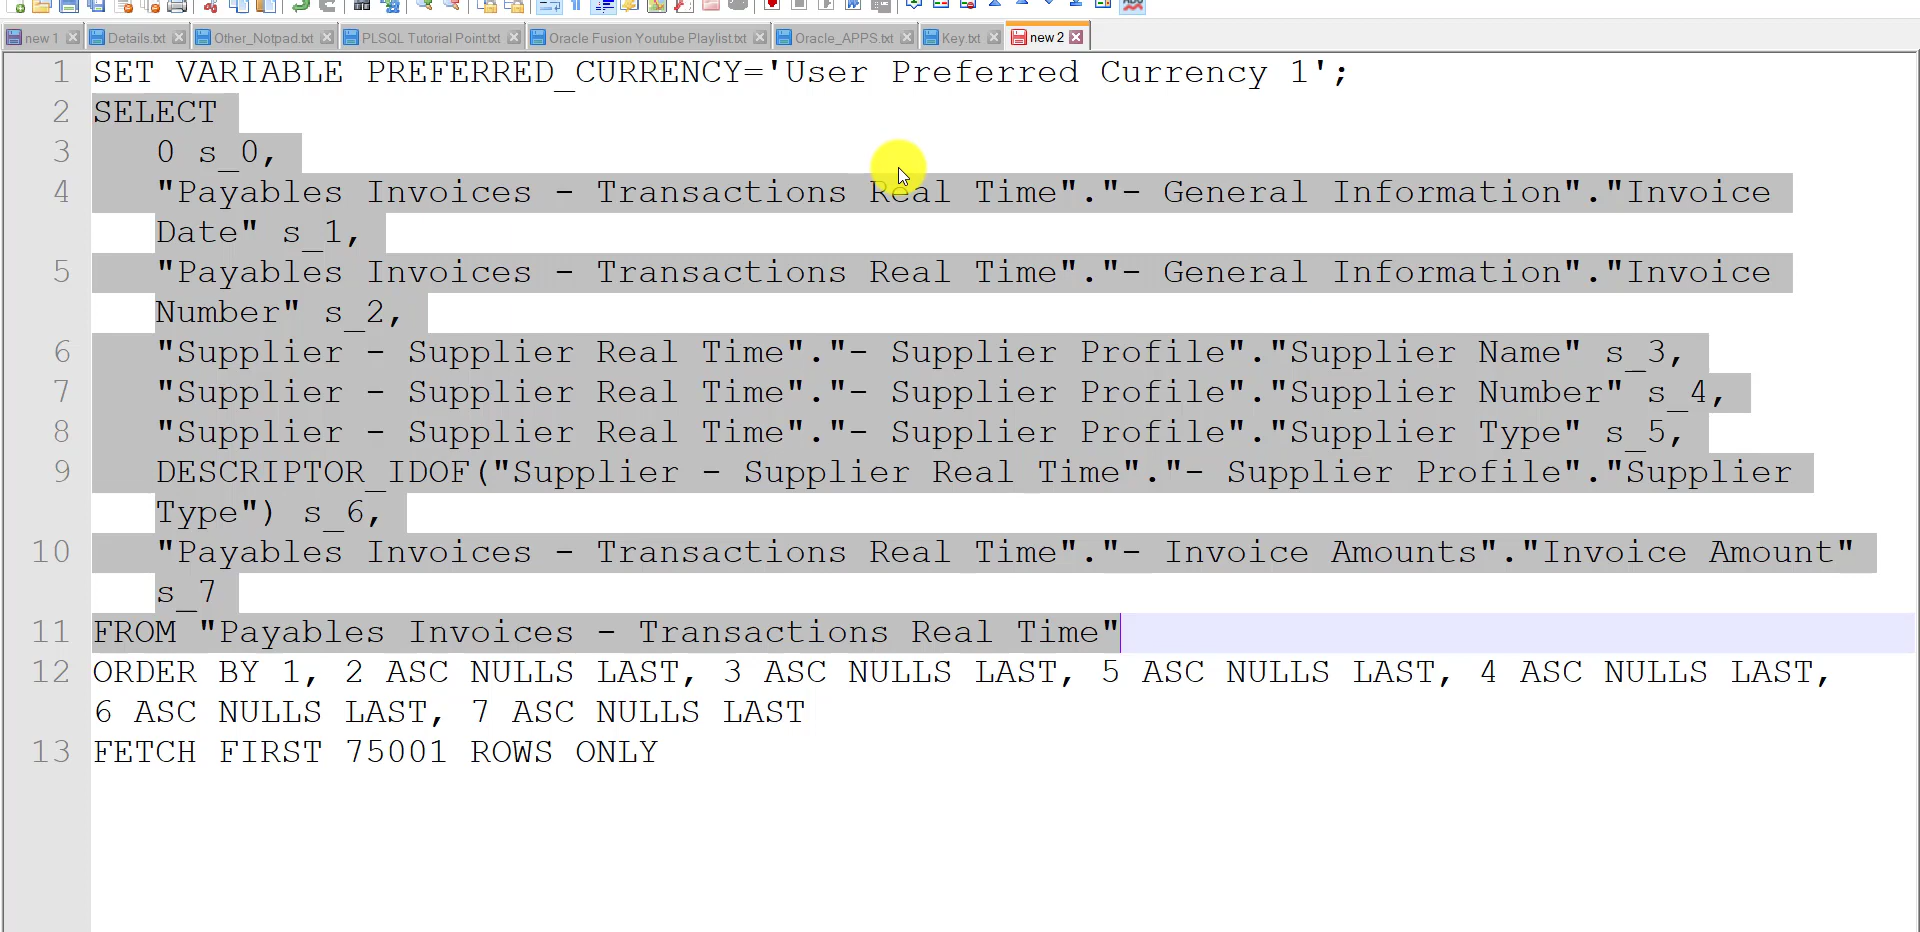 new 1
Details.txt
Other_Notpad.txt
PLSQL Tutorial Point.txt
Oracle Fusion Youtube Playlist.txt
Oracle_APPS.txt
Key.txt
new 2
1 SET VARIABLE PREFERRED_CURRENCY='User Preferred Currency 1';
2 SELECT
3 0 s_0,
4 "Payables Invoices - Transactions Real Time"."- General Information"."Invoice
Date" s_1,
5 "Payables Invoices - Transactions Real Time"."- General Information"."Invoice
Number" s_2,
6 "Supplier - Supplier Real Time"."- Supplier Profile"."Supplier Name" s_3,
7 "Supplier - Supplier Real Time"."- Supplier Profile"."Supplier Number" s_4,
8 "Supplier - Supplier Real Time"."- Supplier Profile"."Supplier Type" s_5,
9 DESCRIPTOR_IDOF("Supplier - Supplier Real Time"."- Supplier Profile"."Supplier
Type") s_6,
10 "Payables Invoices - Transactions Real Time"."- Invoice Amounts"."Invoice Amount"
s_7
11 FROM "Payables Invoices - Transactions Real Time"
12 ORDER BY 1, 2 ASC NULLS LAST, 3 ASC NULLS LAST, 5 ASC NULLS LAST, 4 ASC NULLS LAST,
6 ASC NULLS LAST, 7 ASC NULLS LAST
13 FETCH FIRST 75001 ROWS ONLY